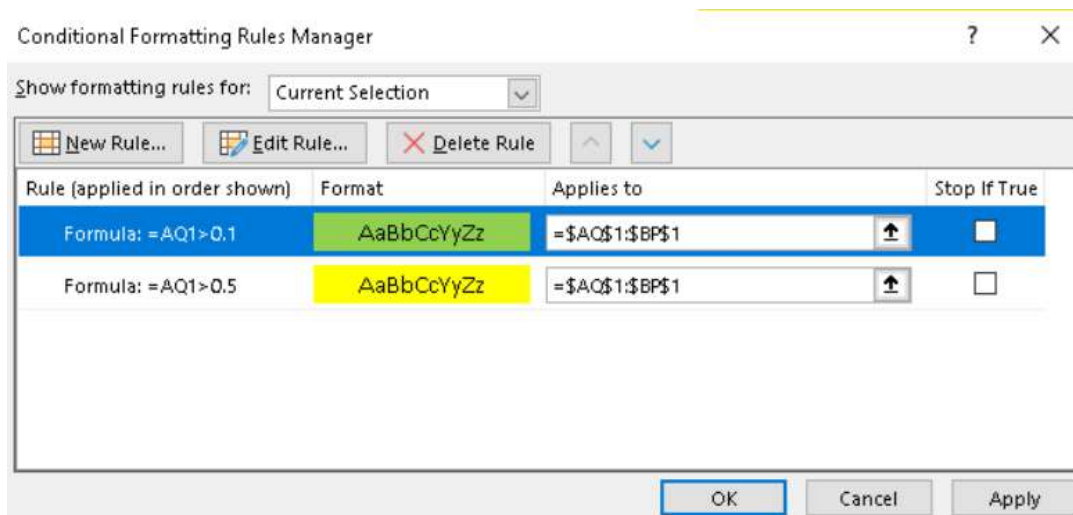 Conditional Formatting Rules Manager ? ×
Show formatting rules for: Current Selection
New Rule... Edit Rule... Delete Rule
Rule (applied in order shown) Format Applies to Stop If True
Formula: =AQ1>0.1 AaBbCcYyZz =$AQ$1:$BP$1
Formula: =AQ1>0.5 AaBbCcYyZz =$AQ$1:$BP$1
OK Cancel Apply